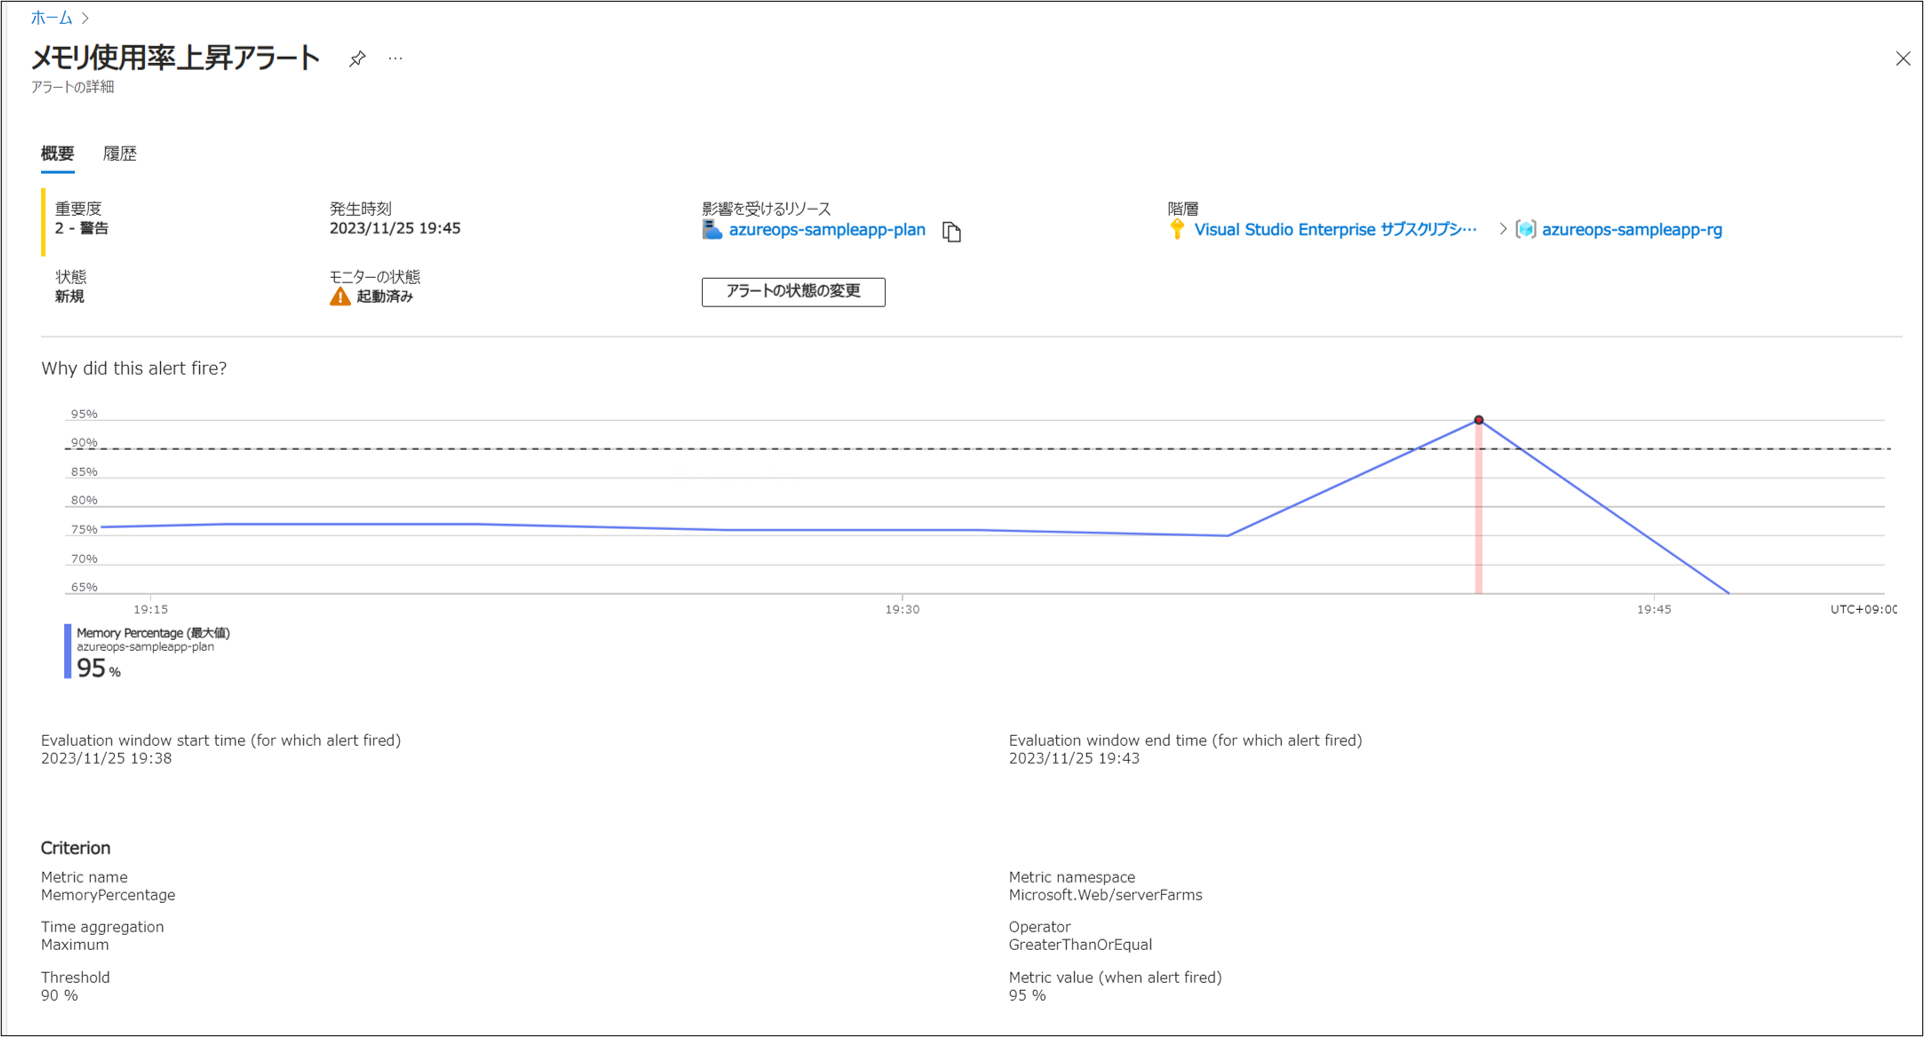 ホーム >
メモリ使用率上昇アラート ...
アラートの詳細
概要 履歴
重要度
2 - 警告
発生時刻
2023/11/25 19:45
影響を受けるリソース
azureops-sampleapp-plan
階層
Visual Studio Enterprise サブスクリプシ… > azureops-sampleapp-rg
状態
新規
モニターの状態
起動済み
アラートの状態の変更
Why did this alert fire?
95%
90%
85%
80%
75%
70%
65%
19:15 19:30 19:45 UTC+09:00
Memory Percentage (最大値)
azureops-sampleapp-plan
95 %
Evaluation window start time (for which alert fired)
2023/11/25 19:38
Evaluation window end time (for which alert fired)
2023/11/25 19:43
Criterion
Metric name
MemoryPercentage
Metric namespace
Microsoft.Web/serverFarms
Time aggregation
Maximum
Operator
GreaterThanOrEqual
Threshold
90 %
Metric value (when alert fired)
95 %